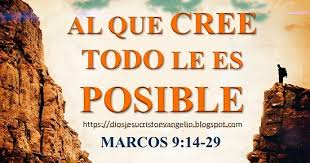 AL QUE CREE
TODO LE ES
POSIBLE
https://diosjesucristoevangelio.blogspot.com
MARCOS 9:14-29